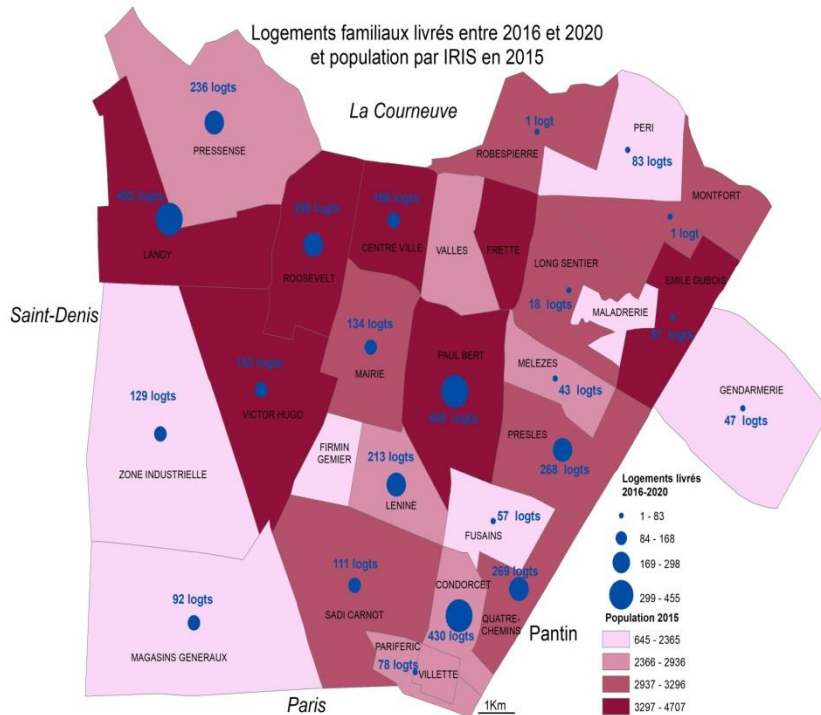 Logements familiaux livrés entre 2016 et 2020
et population par IRIS en 2015
La Courneuve
236 logts
PRESSENSE
1 logt
ROBESPIERRE
PERI
83 logts
MONTFORT
1 logt
LANDY
ROOSEVELT
CENTRE VILLE
VALLES
FRETTE
LONG SENTIER
18 logts
EMILE DUBOIS
MALADRERIE
logts
Saint-Denis
134 logts
MAIRIE
PAUL BERT
logts
MELEZES
43 logts
GENDARMERIE
47 logts
VICTOR HUGO
129 logts
ZONE INDUSTRIELLE
FIRMIN
GEMIER
213 logts
LENINE
PRESLES
268 logts
57 logts
FUSAINS
111 logts
SADI CARNOT
CONDORCET
430 logts
269 logts
QUATRE-
CHEMINS
Pantin
92 logts
MAGASINS GENERAUX
PARIFERIC
78 logts
VILLETTE
Paris
1Km
Logements livrés
2016-2020
1 - 83
84 - 168
169 - 298
299 - 455
Population 2015
645 - 2365
2366 - 2936
2937 - 3296
3297 - 4707